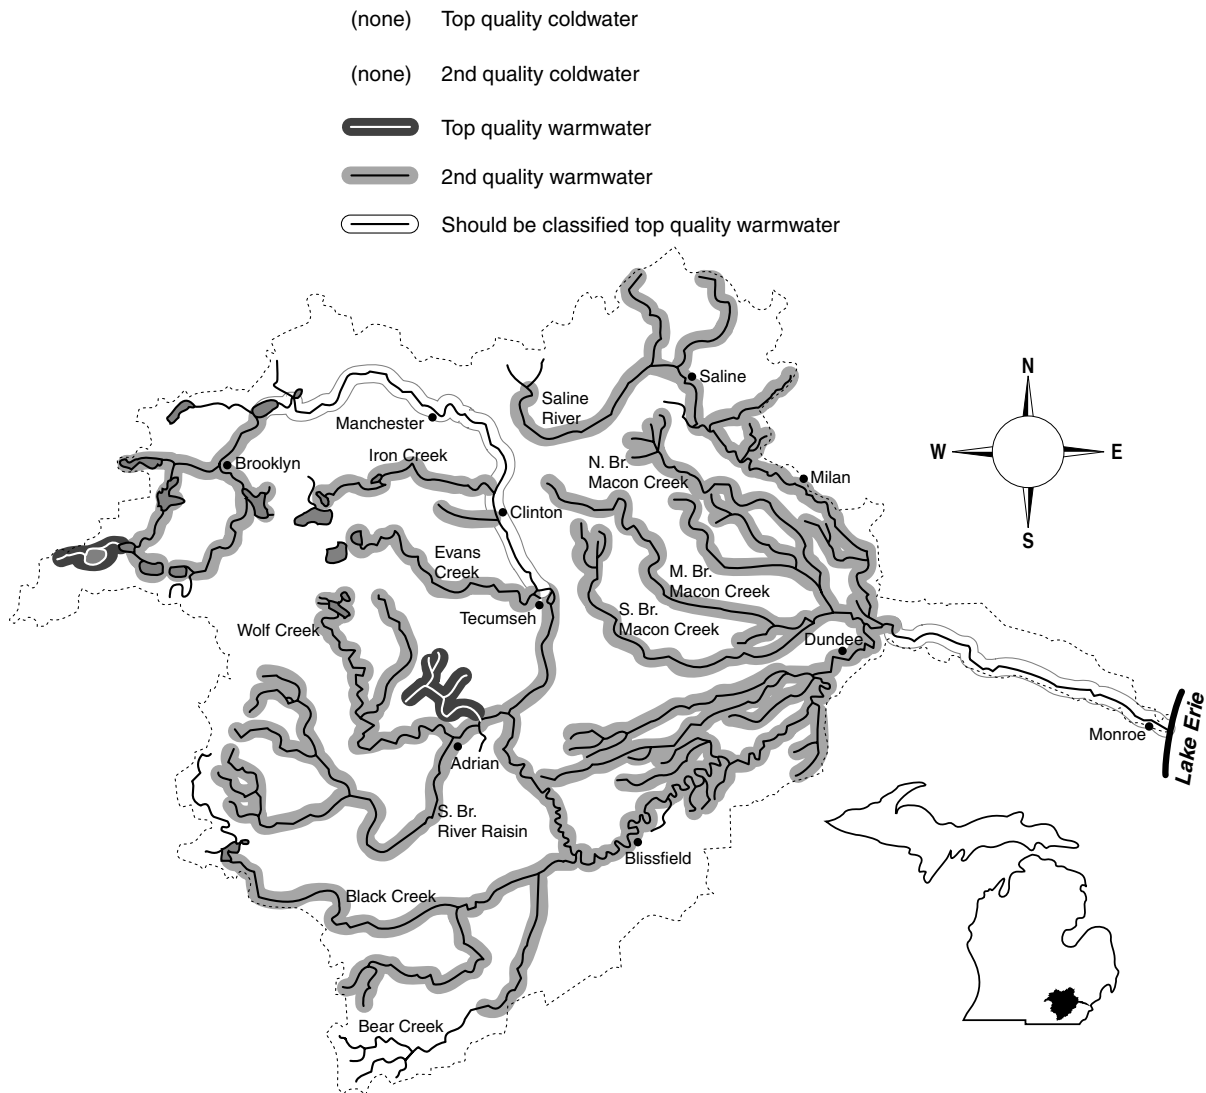 (none) Top quality coldwater
(none) 2nd quality coldwater
Top quality warmwater
2nd quality warmwater
Should be classified top quality warmwater
N
W
E
S
Saline
Saline
River
Manchester
Iron Creek
Brooklyn
N. Br.
Macon Creek
Milan
Clinton
Evans
Creek
M. Br.
Macon Creek
Tecumseh
S. Br.
Macon Creek
Wolf Creek
Dundee
Monroe
Lake Erie
Adrian
S. Br.
River Raisin
Blissfield
Black Creek
Bear Creek